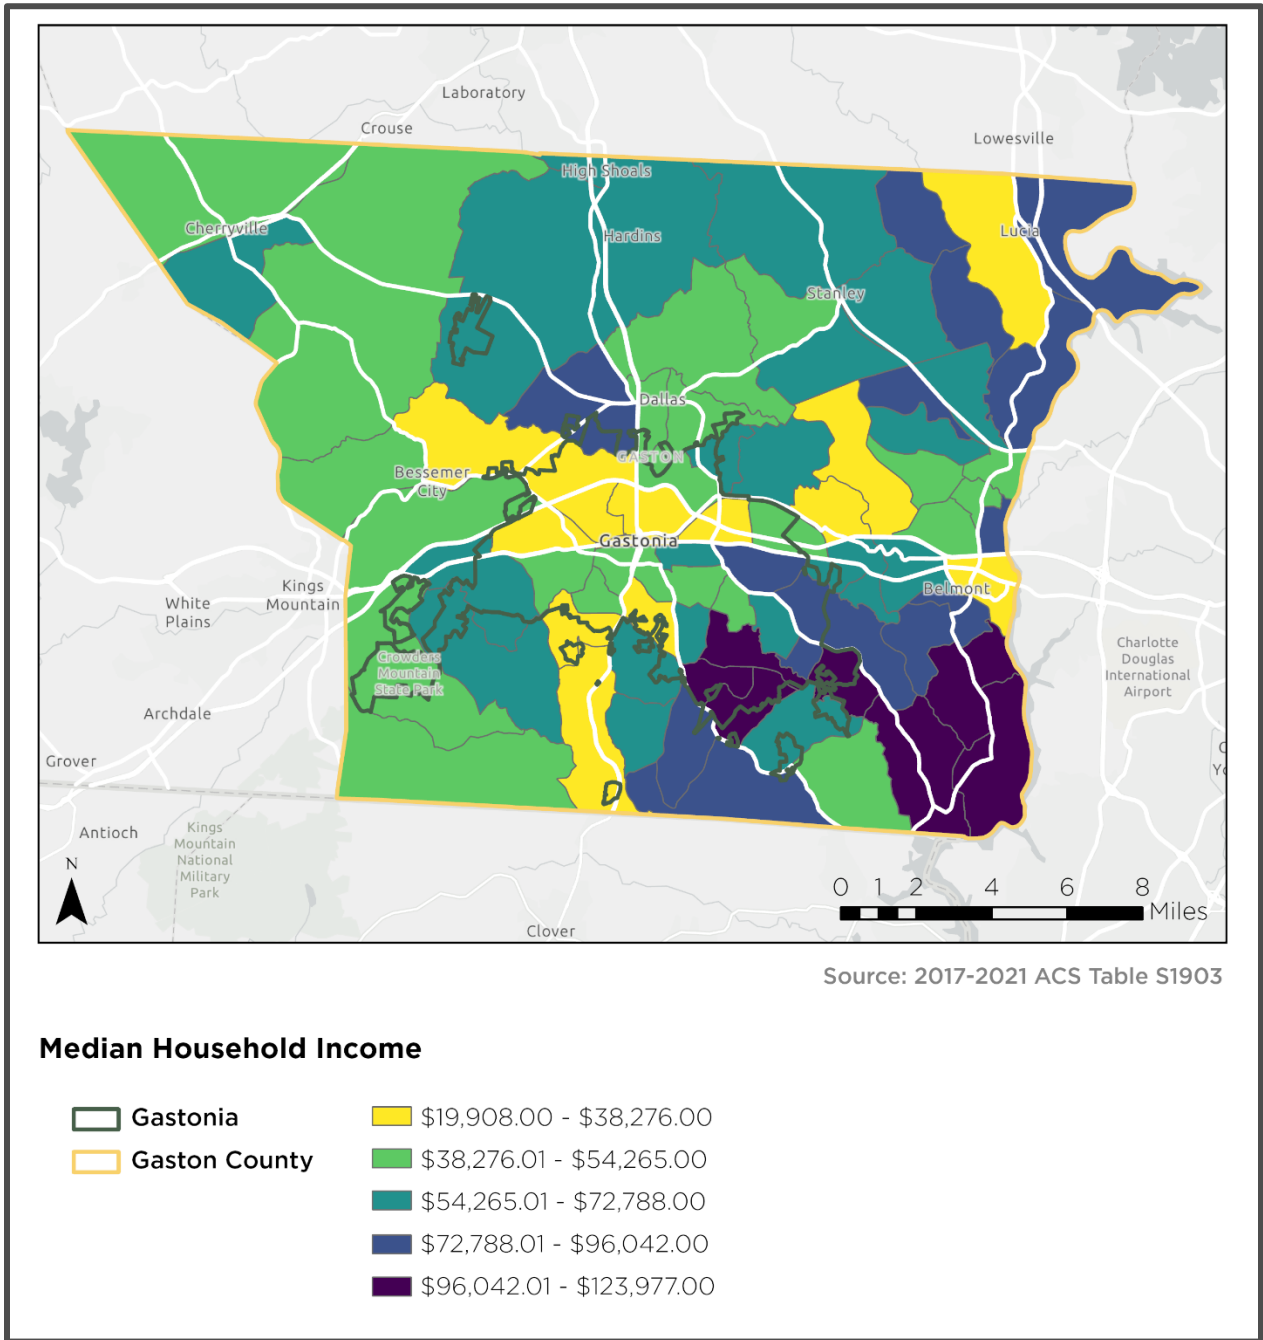 Laboratory
Crouse
Lowesville
High Shoals
Cherryville
Hardins
Lucia
Stanley
Dallas
GASTON
Bessemer
City
Gastonia
Kings
Mountain
White
Plains
Belmont
Crowders
Mountain
State Park
Charlotte
Douglas
International
Airport
Archdale
Grover
C
Yo
Antioch
Kings
Mountain
National
Military
Park
N
Clover
0 1 2 4 6 8
Miles
Source: 2017-2021 ACS Table S1903
Median Household Income
Gastonia
Gaston County
$19,908.00 - $38,276.00
$38,276.01 - $54,265.00
$54,265.01 - $72,788.00
$72,788.01 - $96,042.00
$96,042.01 - $123,977.00